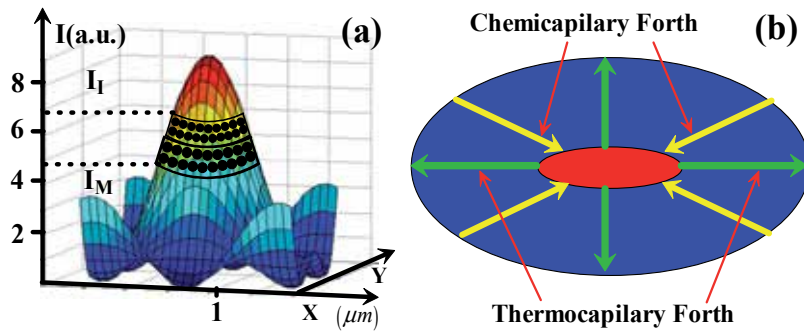 I(a.u.)
(a)
8
I_I
6
4
I_M
2
Y
1
X
(μm)
Chemicapilary Forth
(b)
Thermocapilary Forth